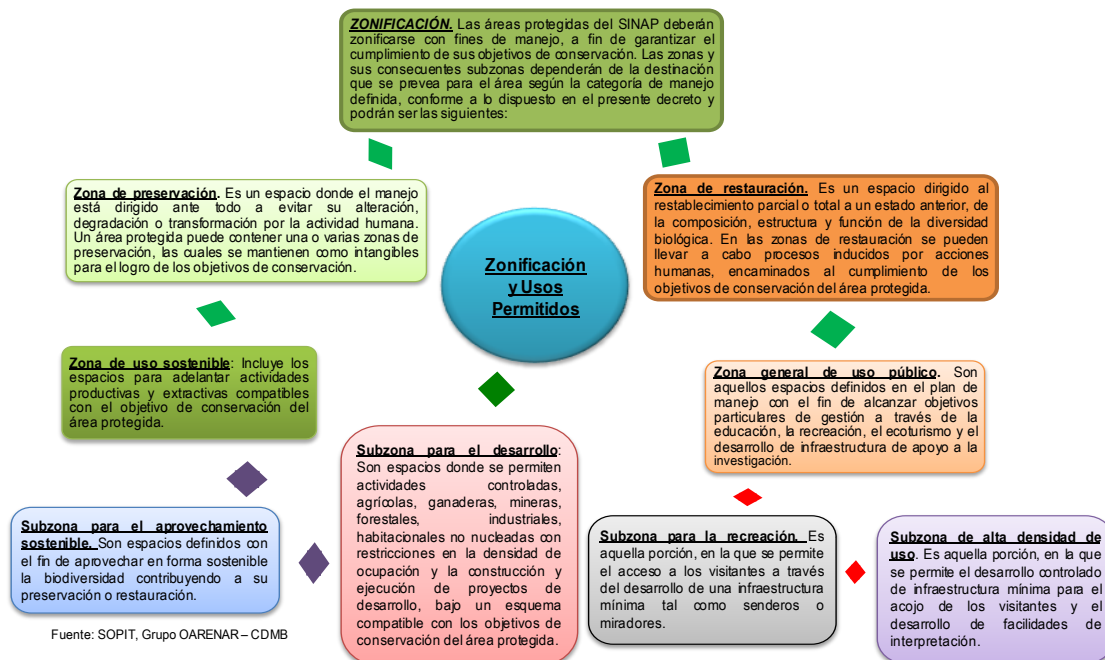 ZONIFICACIÓN. Las áreas protegidas del SINAP deberán
zonificarse con fines de manejo, a fin de garantizar el
cumplimiento de sus objetivos de conservación. Las zonas y
sus consecuentes subzonas dependerán de la destinación
que se prevea para el área según la categoría de manejo
definida, conforme a lo dispuesto en el presente decreto y
podrán ser las siguientes:
Zona de preservación. Es un espacio donde el manejo
está dirigido ante todo a evitar su alteración,
degradación o transformación por la actividad humana.
Un área protegida puede contener una o varias zonas de
preservación, las cuales se mantienen como intangibles
para el logro de los objetivos de conservación.
Zona de restauración. Es un espacio dirigido al
restablecimiento parcial o total a un estado anterior, de
la composición, estructura y función de la diversidad
biológica. En las zonas de restauración se pueden
llevar a cabo procesos inducidos por acciones
humanas, encaminados al cumplimiento de los
objetivos de conservación del área protegida.
Zonificación
y Usos
Permitidos
Zona de uso sostenible: Incluye los
espacios para adelantar actividades
productivas y extractivas compatibles
con el objetivo de conservación del
área protegida.
Zona general de uso público. Son
aquellos espacios definidos en el plan de
manejo con el fin de alcanzar objetivos
particulares de gestión a través de la
educación, la recreación, el ecoturismo y el
desarrollo de infraestructura de apoyo a la
investigación.
Subzona para el aprovechamiento
sostenible. Son espacios definidos con
el fin de aprovechar en forma sostenible
la biodiversidad contribuyendo a su
preservación o restauración.
Subzona para el desarrollo:
Son espacios donde se permiten
actividades controladas,
agrícolas, ganaderas, mineras,
forestales, industriales,
habitacionales no nucleadas con
restricciones en la densidad de
ocupación y la construcción y
ejecución de proyectos de
desarrollo, bajo un esquema
compatible con los objetivos de
conservación del área protegida.
Subzona para la recreación. Es
aquella porción, en la que se permite
el acceso a los visitantes a través
del desarrollo de una infraestructura
mínima tal como senderos o
miradores.
Subzona de alta densidad de
uso. Es aquella porción, en la que
se permite el desarrollo controlado
de infraestructura mínima para el
acojo de los visitantes y el
desarrollo de facilidades de
interpretación.
Fuente: SOPIT, Grupo OARENAR – CDMB